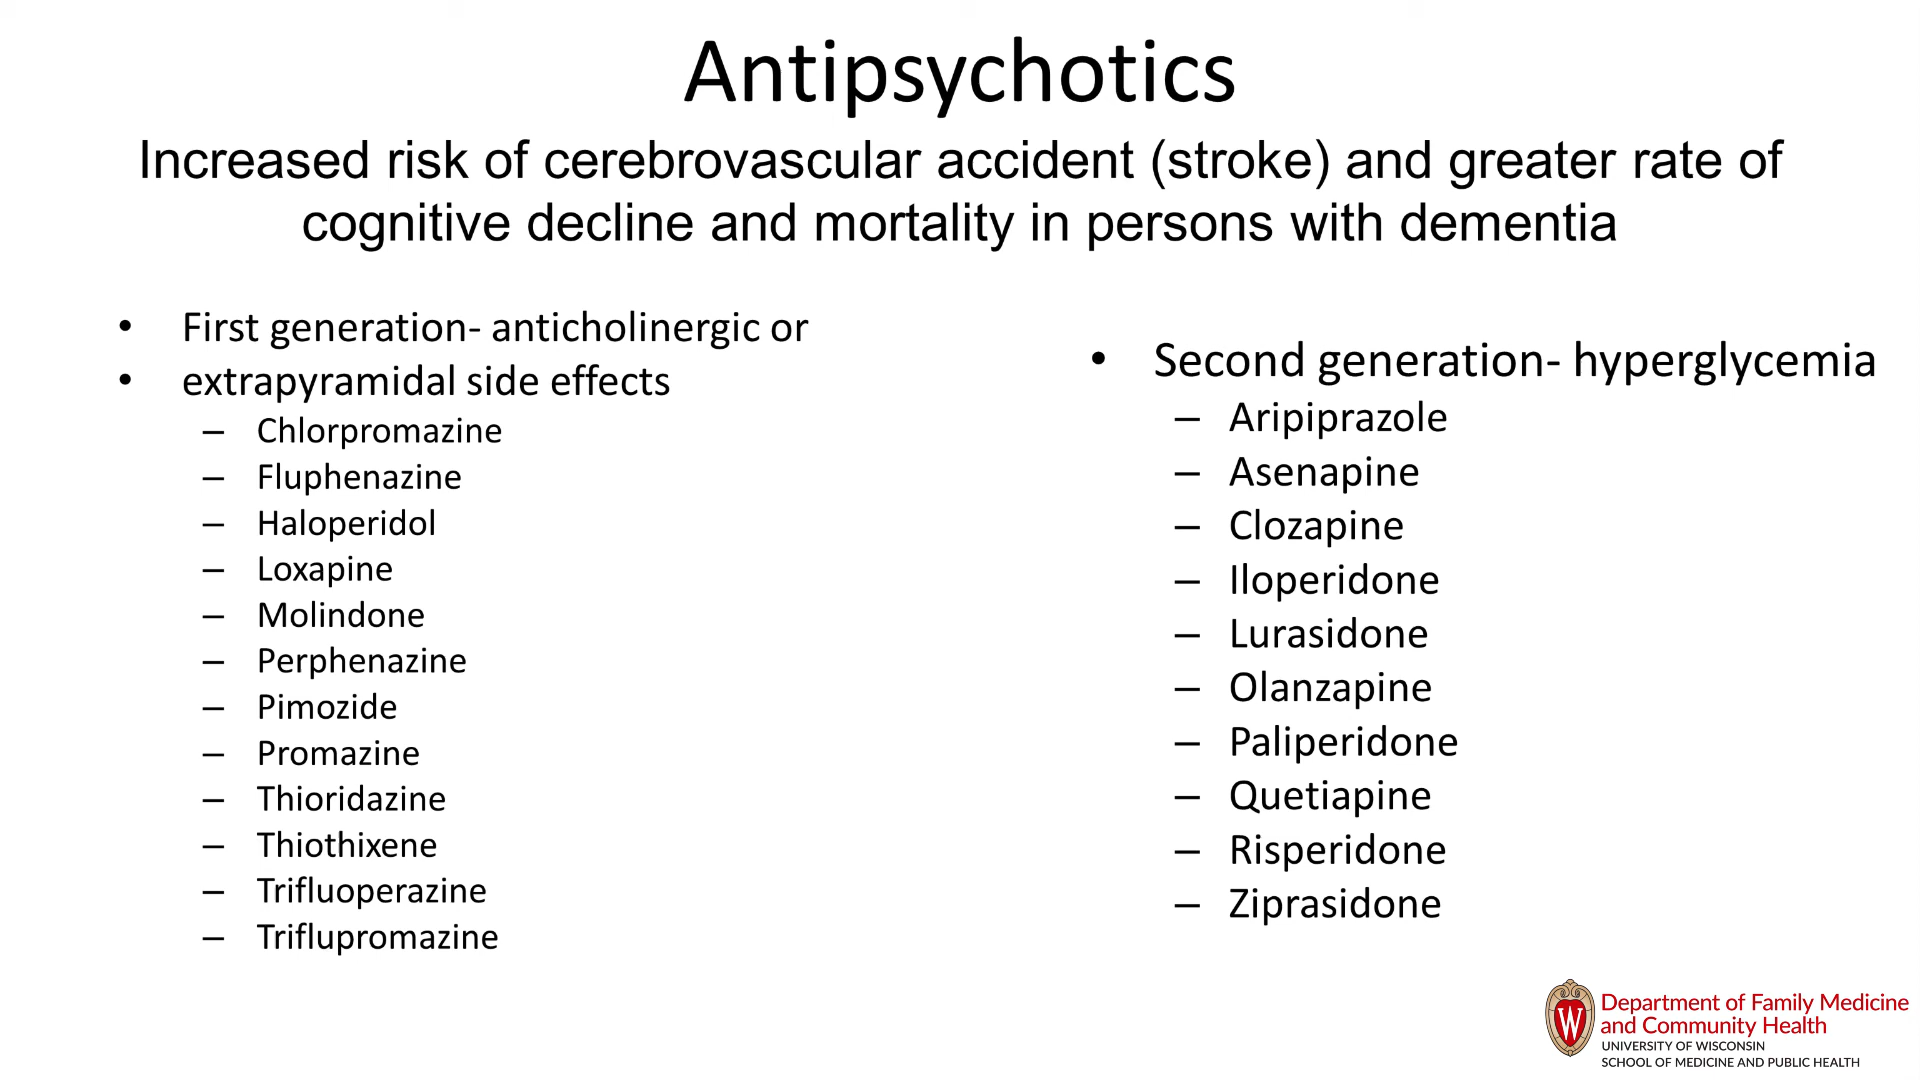 Antipsychotics
Increased risk of cerebrovascular accident (stroke) and greater rate of
cognitive decline and mortality in persons with dementia
• First generation- anticholinergic or
• extrapyramidal side effects
– Chlorpromazine
– Fluphenazine
– Haloperidol
– Loxapine
– Molindone
– Perphenazine
– Pimozide
– Promazine
– Thioridazine
– Thiothixene
– Trifluoperazine
– Triflupromazine
• Second generation- hyperglycemia
– Aripiprazole
– Asenapine
– Clozapine
– Iloperidone
– Lurasidone
– Olanzapine
– Paliperidone
– Quetiapine
– Risperidone
– Ziprasidone
W
Department of Family Medicine
and Community Health
UNIVERSITY OF WISCONSIN
SCHOOL OF MEDICINE AND PUBLIC HEALTH